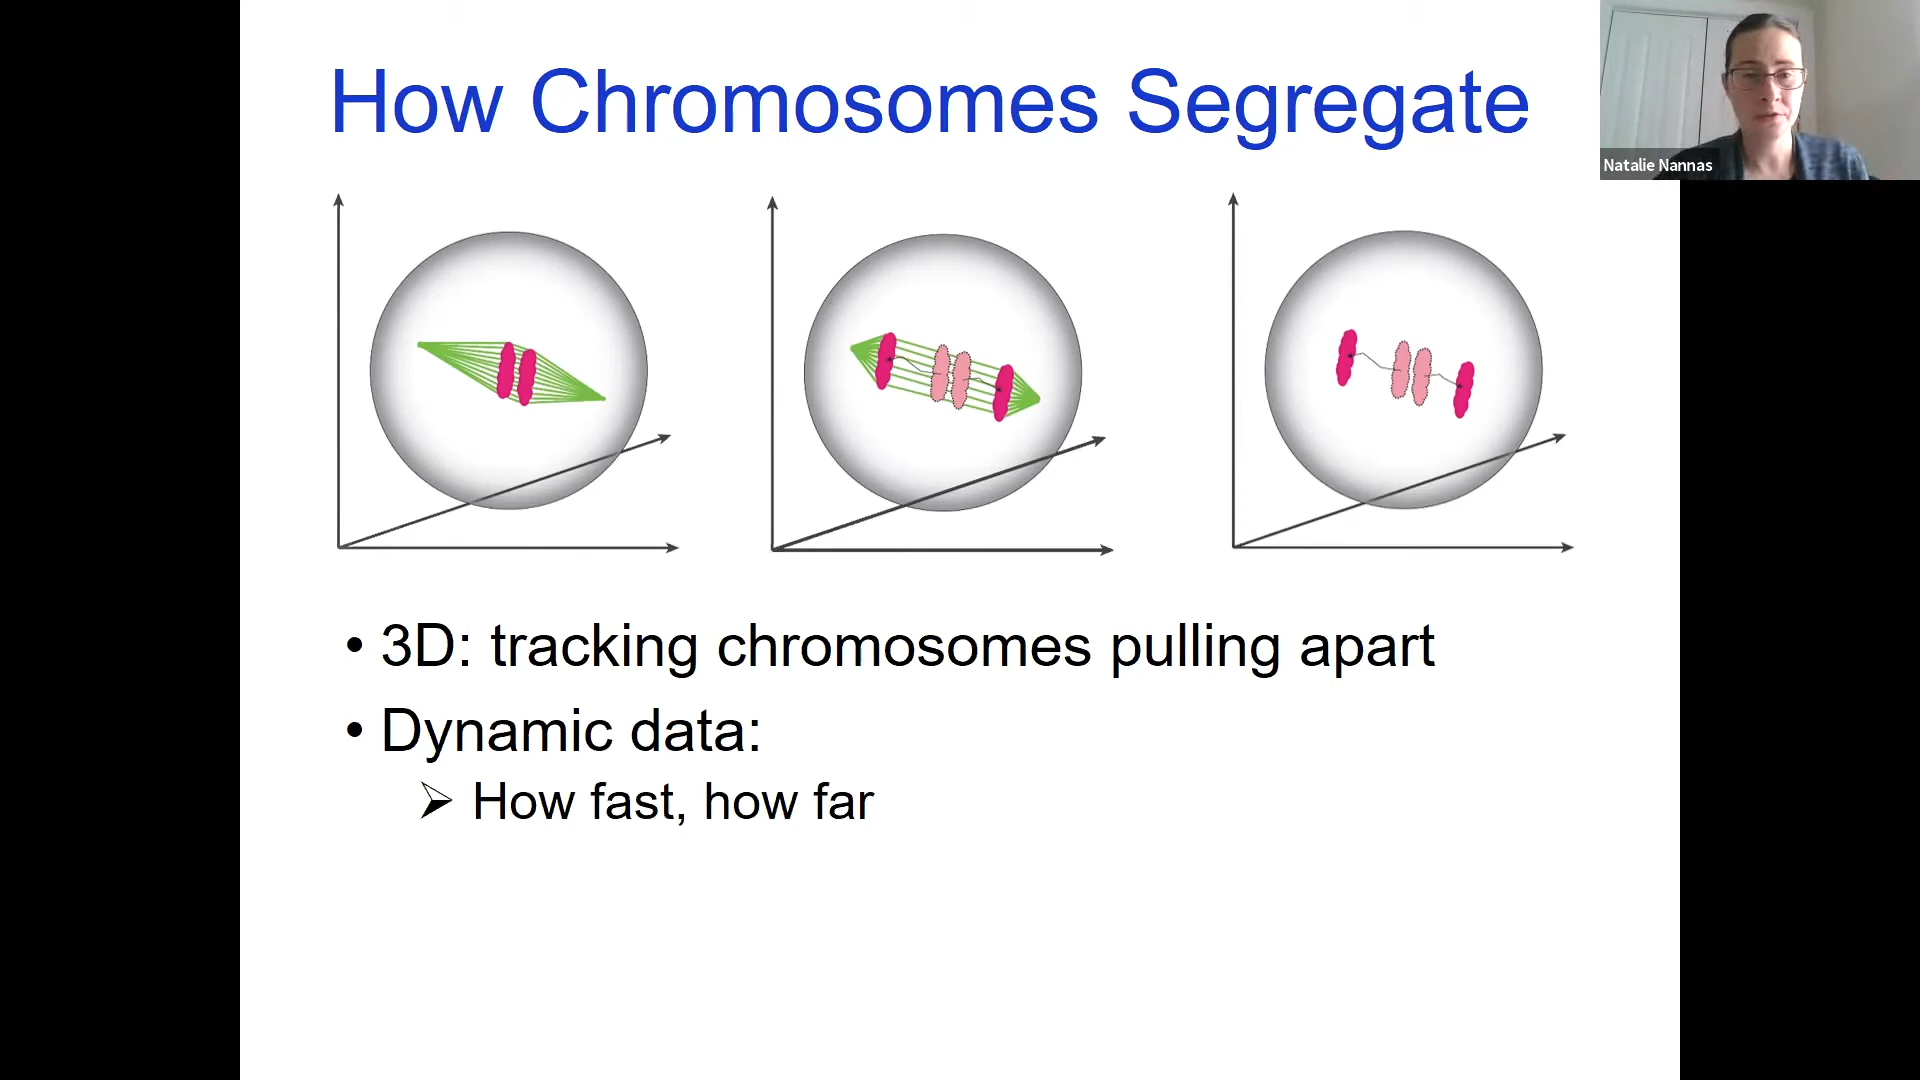 How Chromosomes Segregate
Natalie Nannas
• 3D: tracking chromosomes pulling apart
• Dynamic data:
➢ How fast, how far